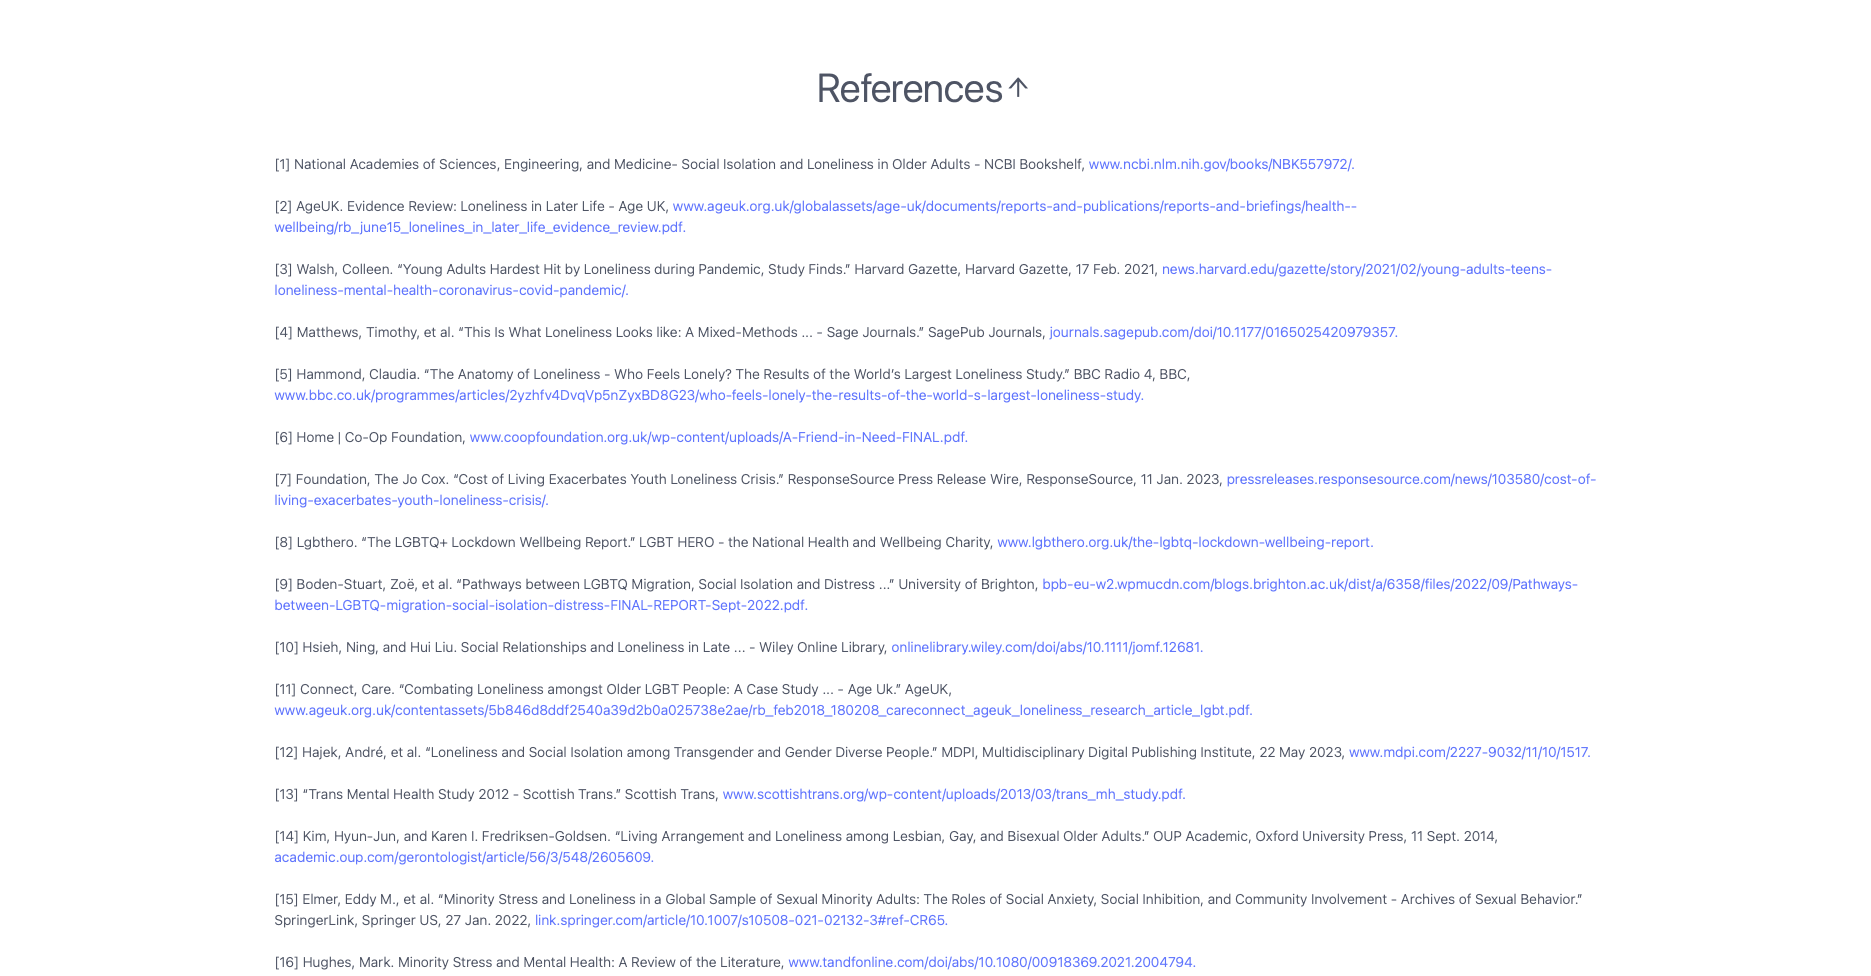 References↑
[1] National Academies of Sciences, Engineering, and Medicine- Social Isolation and Loneliness in Older Adults - NCBI Bookshelf, www.ncbi.nlm.nih.gov/books/NBK557972/.
[2] AgeUK. Evidence Review: Loneliness in Later Life - Age UK, www.ageuk.org.uk/globalassets/age-uk/documents/reports-and-publications/reports-and-briefings/health--
wellbeing/rb_june15_lonelines_in_later_life_evidence_review.pdf.
[3] Walsh, Colleen. “Young Adults Hardest Hit by Loneliness during Pandemic, Study Finds.” Harvard Gazette, Harvard Gazette, 17 Feb. 2021, news.harvard.edu/gazette/story/2021/02/young-adults-teens-
loneliness-mental-health-coronavirus-covid-pandemic/.
[4] Matthews, Timothy, et al. “This Is What Loneliness Looks like: A Mixed-Methods ... - Sage Journals.” SagePub Journals, journals.sagepub.com/doi/10.1177/0165025420979357.
[5] Hammond, Claudia. “The Anatomy of Loneliness - Who Feels Lonely? The Results of the World’s Largest Loneliness Study.” BBC Radio 4, BBC,
www.bbc.co.uk/programmes/articles/2yzhfv4DvqVp5nZyxBD8G23/who-feels-lonely-the-results-of-the-world-s-largest-loneliness-study.
[6] Home | Co-Op Foundation, www.coopfoundation.org.uk/wp-content/uploads/A-Friend-in-Need-FINAL.pdf.
[7] Foundation, The Jo Cox. “Cost of Living Exacerbates Youth Loneliness Crisis.” ResponseSource Press Release Wire, ResponseSource, 11 Jan. 2023, pressreleases.responsesource.com/news/103580/cost-of-
living-exacerbates-youth-loneliness-crisis/.
[8] Lgbthero. “The LGBTQ+ Lockdown Wellbeing Report.” LGBT HERO - the National Health and Wellbeing Charity, www.lgbthero.org.uk/the-lgbtq-lockdown-wellbeing-report.
[9] Boden-Stuart, Zoë, et al. “Pathways between LGBTQ Migration, Social Isolation and Distress ...” University of Brighton, bpb-eu-w2.wpmucdn.com/blogs.brighton.ac.uk/dist/a/6358/files/2022/09/Pathways-
between-LGBTQ-migration-social-isolation-distress-FINAL-REPORT-Sept-2022.pdf.
[10] Hsieh, Ning, and Hui Liu. Social Relationships and Loneliness in Late ... - Wiley Online Library, onlinelibrary.wiley.com/doi/abs/10.1111/jomf.12681.
[11] Connect, Care. “Combating Loneliness amongst Older LGBT People: A Case Study ... - Age Uk.” AgeUK,
www.ageuk.org.uk/contentassets/5b846d8ddf2540a39d2b0a025738e2ae/rb_feb2018_180208_careconnect_ageuk_loneliness_research_article_lgbt.pdf.
[12] Hajek, André, et al. “Loneliness and Social Isolation among Transgender and Gender Diverse People.” MDPI, Multidisciplinary Digital Publishing Institute, 22 May 2023, www.mdpi.com/2227-9032/11/10/1517.
[13] “Trans Mental Health Study 2012 - Scottish Trans.” Scottish Trans, www.scottishtrans.org/wp-content/uploads/2013/03/trans_mh_study.pdf.
[14] Kim, Hyun-Jun, and Karen I. Fredriksen-Goldsen. “Living Arrangement and Loneliness among Lesbian, Gay, and Bisexual Older Adults.” OUP Academic, Oxford University Press, 11 Sept. 2014,
academic.oup.com/gerontologist/article/56/3/548/2605609.
[15] Elmer, Eddy M., et al. “Minority Stress and Loneliness in a Global Sample of Sexual Minority Adults: The Roles of Social Anxiety, Social Inhibition, and Community Involvement - Archives of Sexual Behavior.”
SpringerLink, Springer US, 27 Jan. 2022, link.springer.com/article/10.1007/s10508-021-02132-3#ref-CR65.
[16] Hughes, Mark. Minority Stress and Mental Health: A Review of the Literature, www.tandfonline.com/doi/abs/10.1080/00918369.2021.2004794.